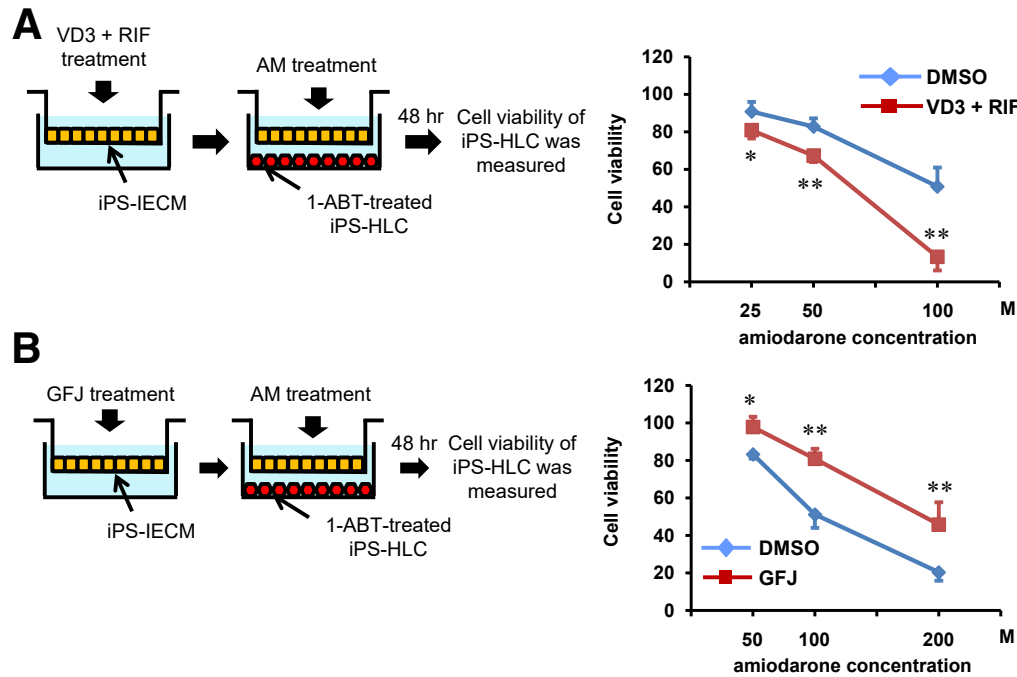 A
VD3 + RIF
treatment
AM treatment
48 hr
Cell viability of
iPS-HLC was
measured
iPS-IECM
1-ABT-treated
iPS-HLC
Cell viability
120
100
80
60
40
20
0
DMSO
VD3 + RIF
*
**
**
25
50
100
M
amiodarone concentration
B
GFJ treatment
AM treatment
48 hr
Cell viability of
iPS-HLC was
measured
iPS-IECM
1-ABT-treated
iPS-HLC
Cell viability
120
100
80
60
40
20
0
*
**
**
DMSO
GFJ
50
100
200
M
amiodarone concentration